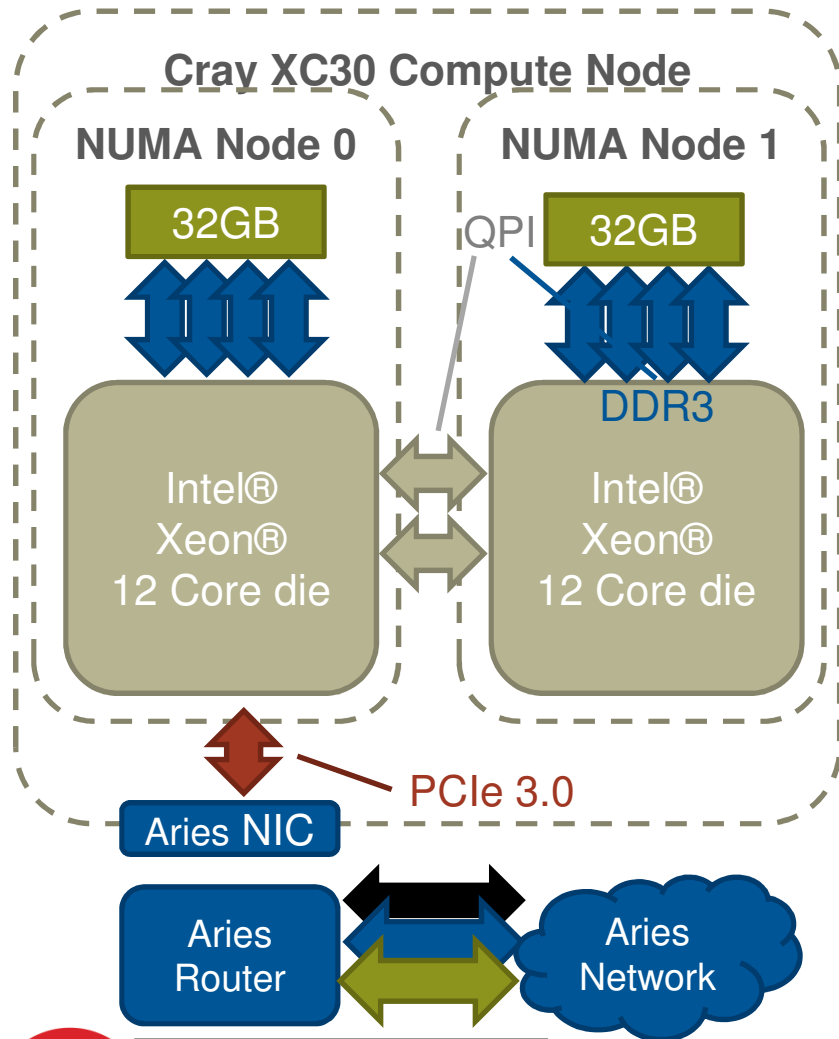 Cray XC30 Compute Node
NUMA Node 0
NUMA Node 1
32GB
QPI
32GB
DDR3
Intel®
Xeon®
12 Core die
Intel®
Xeon®
12 Core die
PCIe 3.0
Aries NIC
Aries
Router
Aries
Network